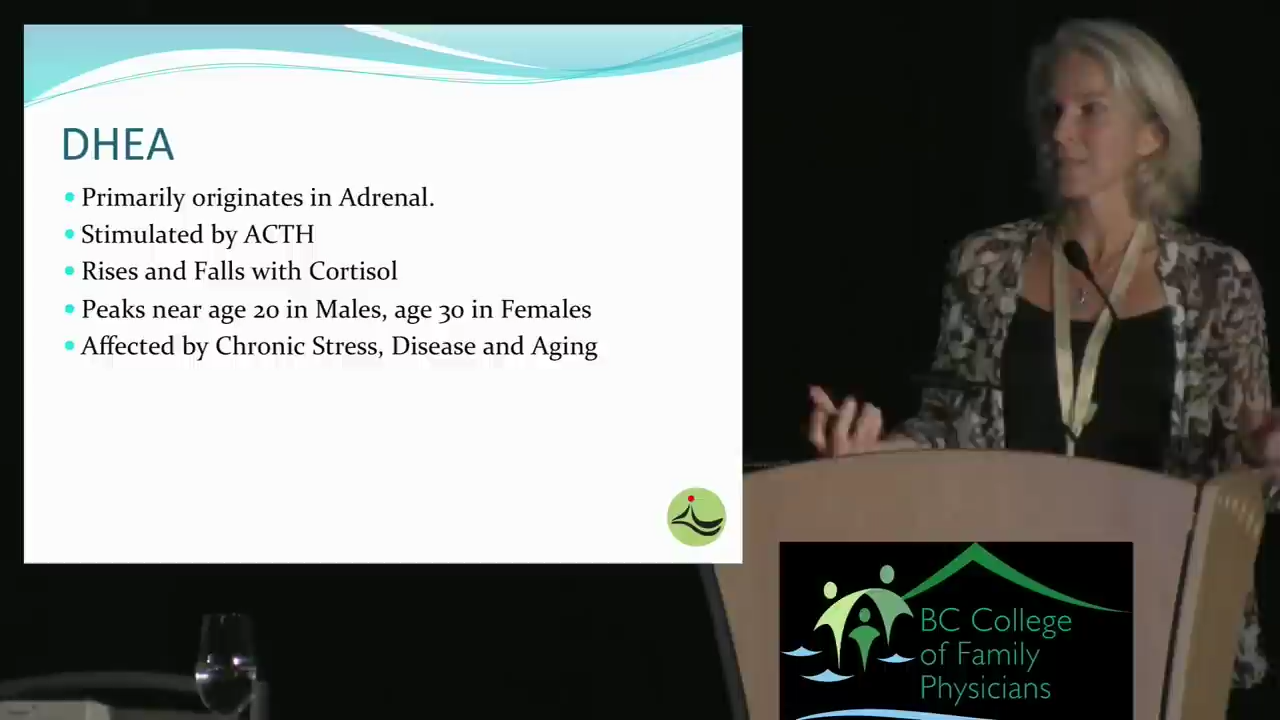 DHEA
Primarily originates in Adrenal.
Stimulated by ACTH
Rises and Falls with Cortisol
Peaks near age 20 in Males, age 30 in Females
Affected by Chronic Stress, Disease and Aging
BC College
of Family
Physicians